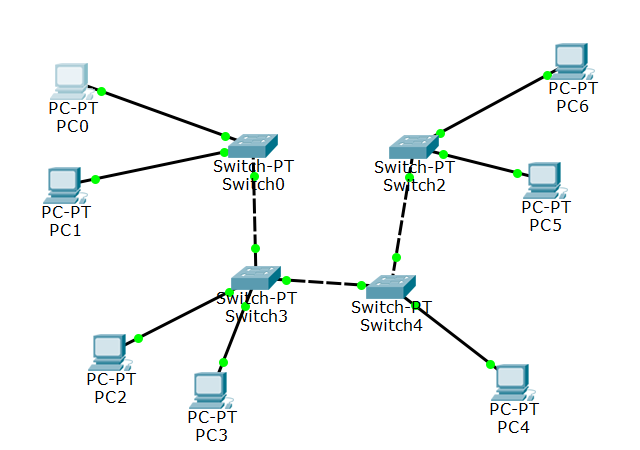 PC-PT
PC0
PC-PT
PC1
Switch-PT
Switch0
Switch-PT
Switch2
PC-PT
PC6
PC-PT
PC5
Switch-PT
Switch3
Switch-PT
Switch4
PC-PT
PC2
PC-PT
PC3
PC-PT
PC4